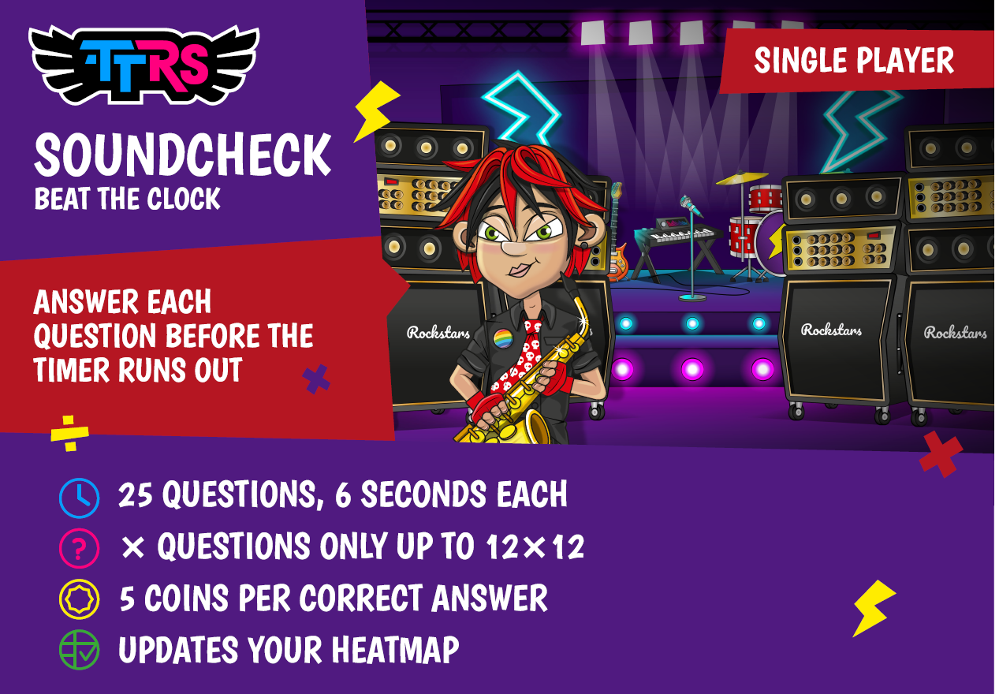 TTRS
SINGLE PLAYER
SOUNDCHECK
BEAT THE CLOCK
ANSWER EACH
QUESTION BEFORE THE
TIMER RUNS OUT
Rockstars
Rockstars
Rockstars
25 QUESTIONS, 6 SECONDS EACH
?
× QUESTIONS ONLY UP TO 12×12
5 COINS PER CORRECT ANSWER
UPDATES YOUR HEATMAP